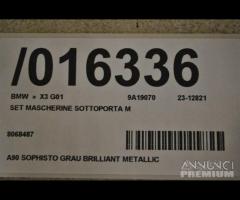 /016336
BMW » X3 G01 9A19070 23-12821
SET MASCHERINE SOTTOPORTA M
8068487
A90 SOPHISTO GRAU BRILLIANT METALLIC
ANNUNCI
PREMIUM